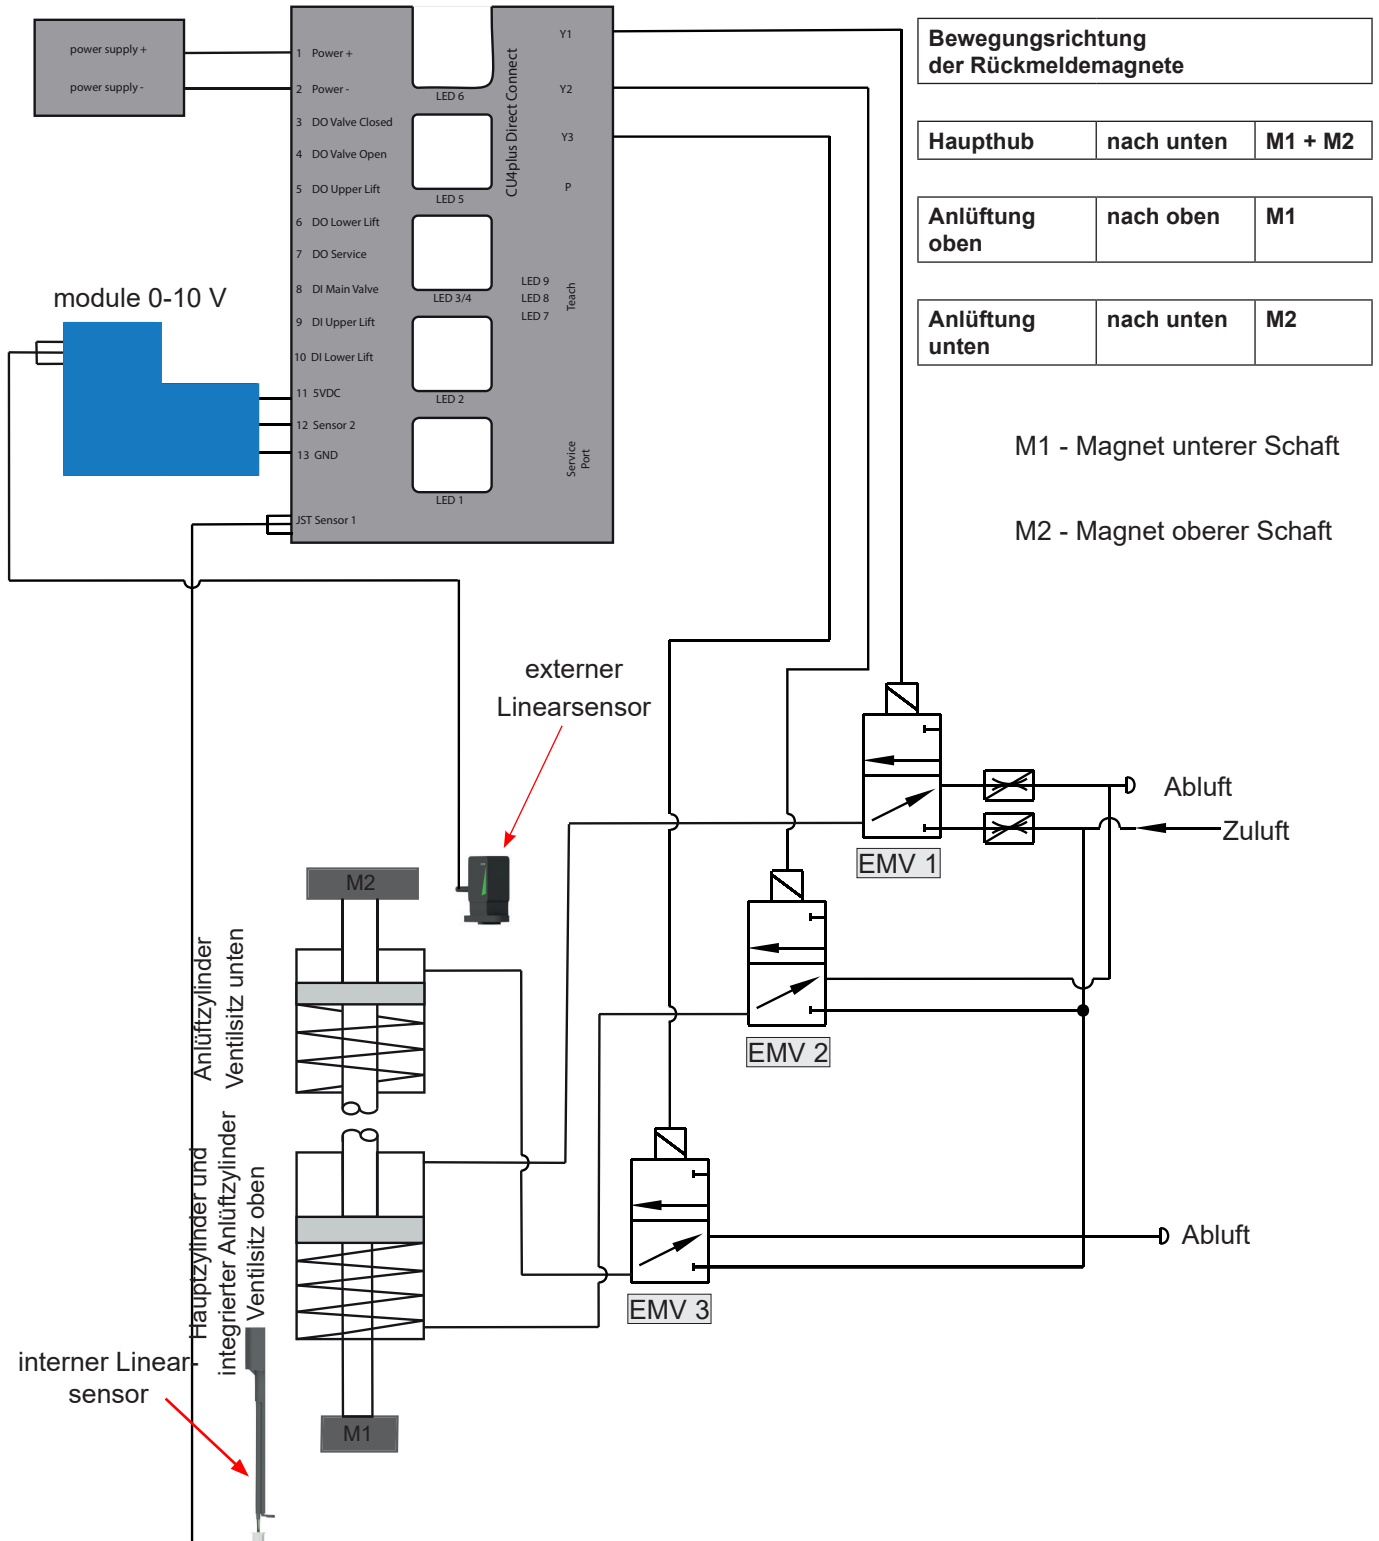 power supply +
power supply -
1 Power +
2 Power -
3 DO Valve Closed
4 DO Valve Open
5 DO Upper Lift
6 DO Lower Lift
7 DO Service
8 DI Main Valve
9 DI Upper Lift
10 DI Lower Lift
11 5VDC
12 Sensor 2
13 GND
JST Sensor 1
LED 6
LED 5
LED 3/4
LED 2
LED 1
CU4plus Direct Connect
Y1
Y2
Y3
P
LED 9
LED 8
LED 7
Teach
Service
Port
Bewegungsrichtung
der Rückmeldemagnete
Haupthub nach unten M1 + M2
Anlüftung nach oben M1
oben
Anlüftung nach unten M2
unten
M1 - Magnet unterer Schaft
M2 - Magnet oberer Schaft
module 0-10 V
externer
Linearsensor
Abluft
Zuluft
EMV 1
EMV 2
EMV 3
Abluft
M2
Anlüftzylinder
Ventilsitz unten
Hauptzylinder und
integrierter Anlüftzylinder
Ventilsitz oben
interner Linear-
sensor
M1